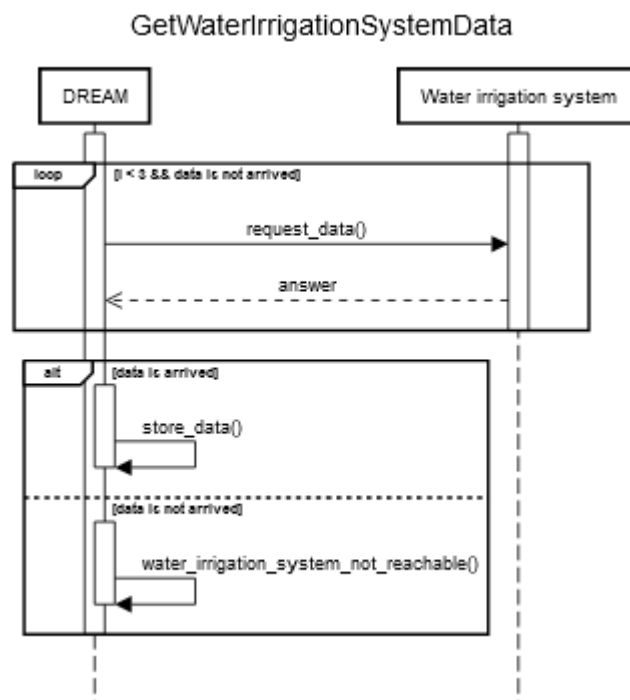 GetWaterIrrigationSystemData
DREAM
Water irrigation system
loop
[i < 3 && data is not arrived]
request_data()
answer
alt
[data is arrived]
store_data()
[data is not arrived]
water_irrigation_system_not_reachable()